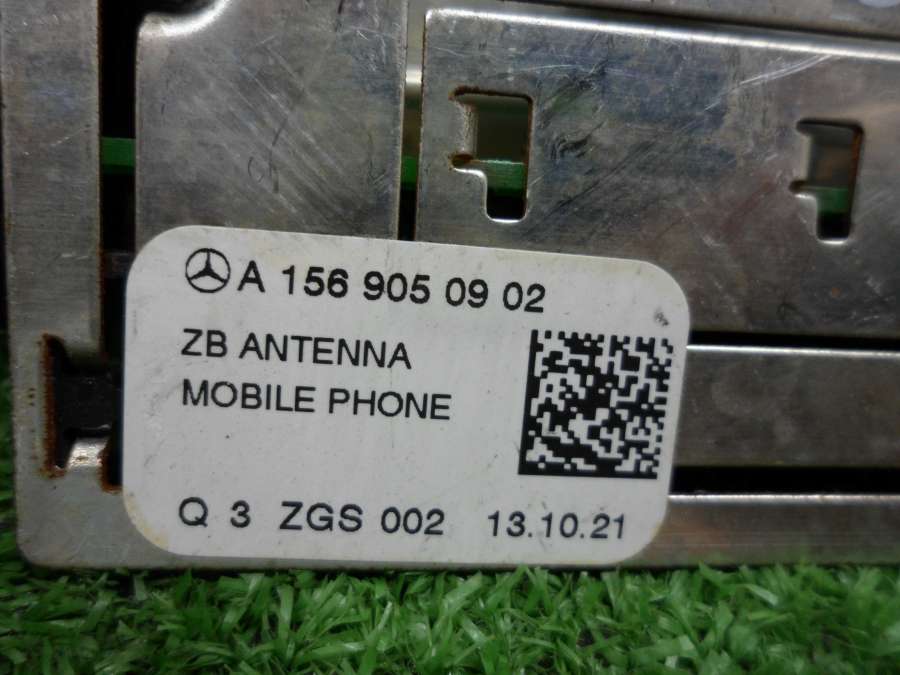 A 156 905 09 02
ZB ANTENNA
MOBILE PHONE
Q 3 ZGS 002 13.10.21